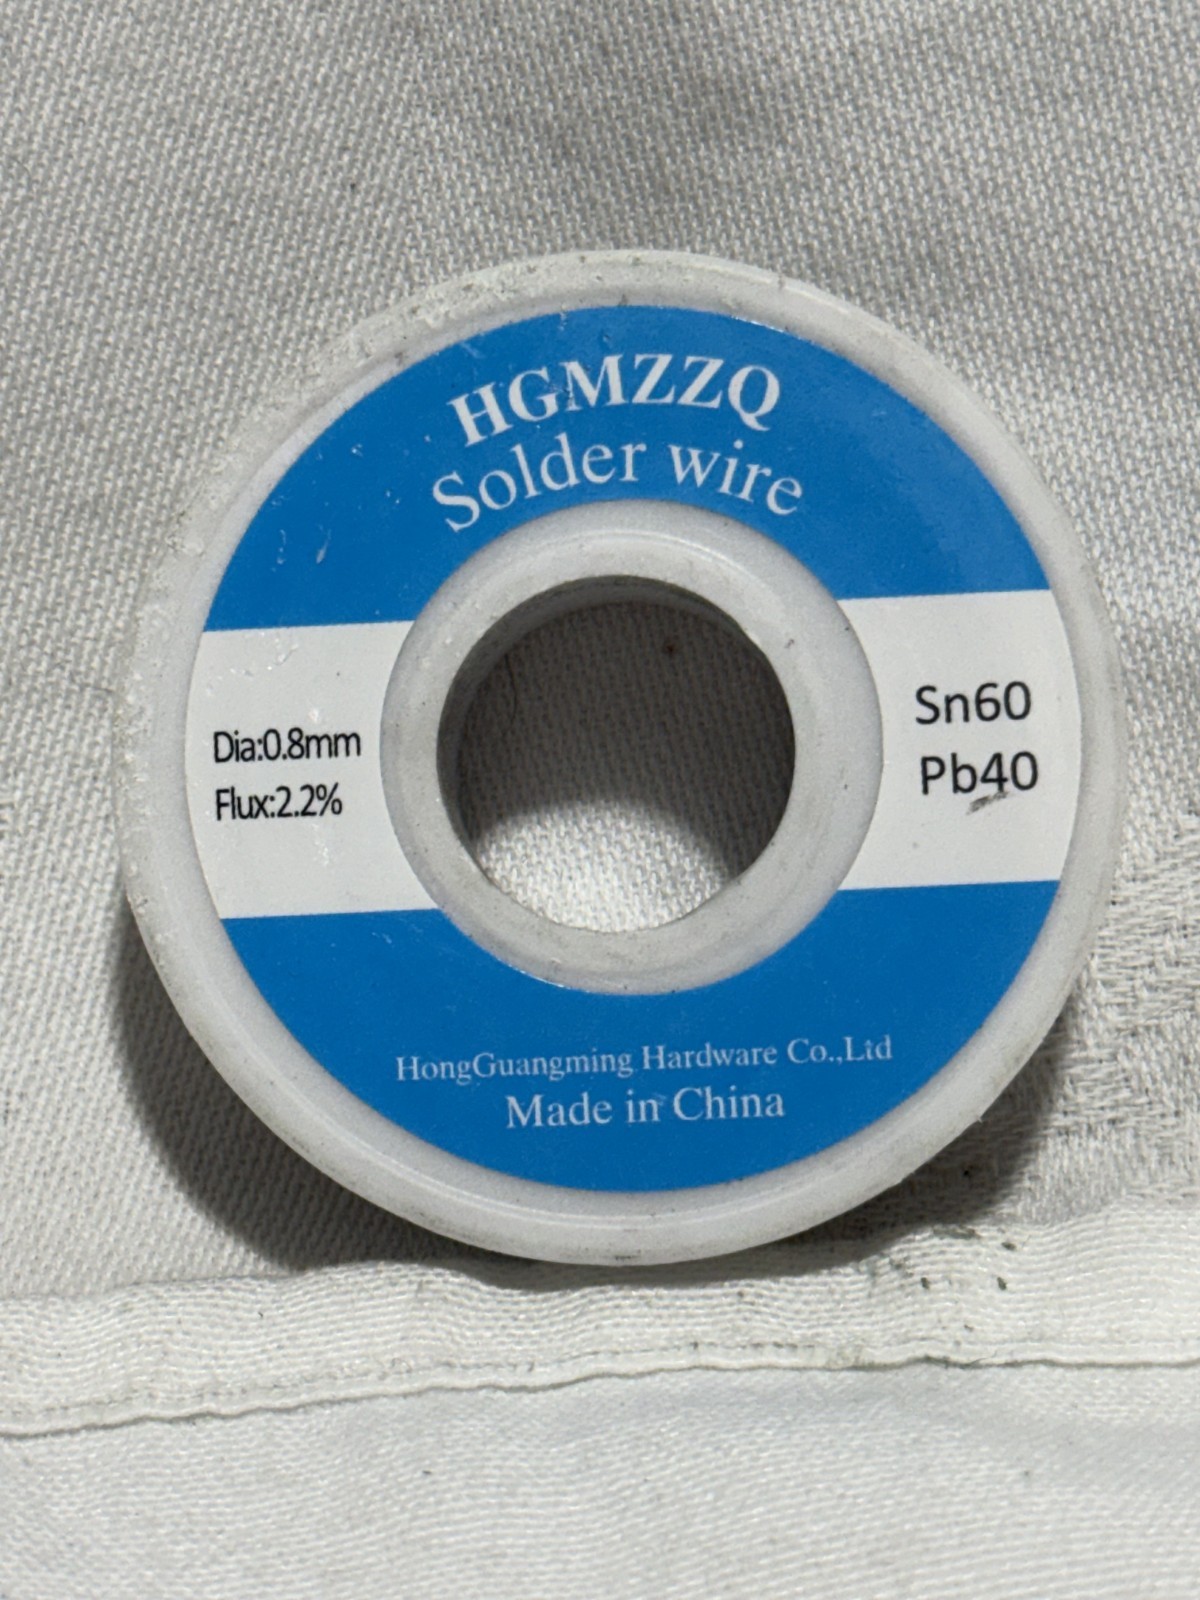 HGMZZQ
Solder wire
Dia:0.8mm
Flux:2.2%
Sn60
Pb40
HongGuangming Hardware Co.,Ltd
Made in China